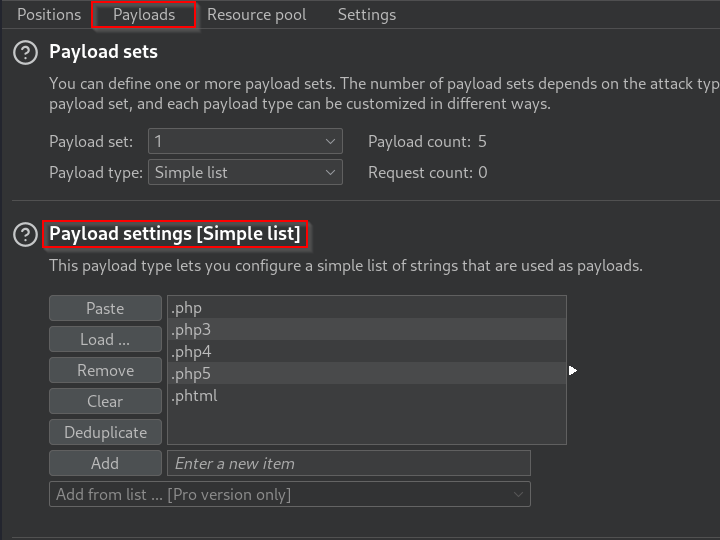 Positions Payloads Resource pool Settings
Payload sets
You can define one or more payload sets. The number of payload sets depends on the attack typ
payload set, and each payload type can be customized in different ways.
Payload set: 1 Payload count: 5
Payload type: Simple list Request count: 0
Payload settings [Simple list]
This payload type lets you configure a simple list of strings that are used as payloads.
Paste .php
.php3
Load ...
.php4
Remove .php5
Clear .phtml
Deduplicate
Add Enter a new item
Add from list ... [Pro version only]